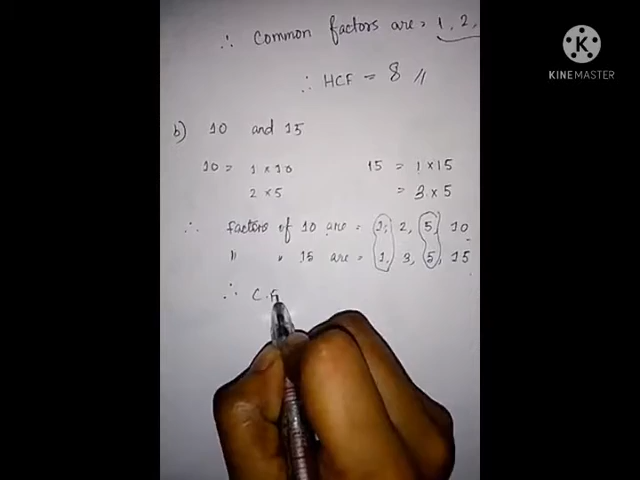 ∴ Common factors are = 1, 2,
∴ HCF = 8 //
b) 10 and 15
10 = 1 × 10 15 = 1 × 15
2 × 5 = 3 × 5
∴ factors of 10 are = 1, 2, 5, 10
" " 15 are = 1, 3, 5, 15
∴ C.F
KINEMASTER